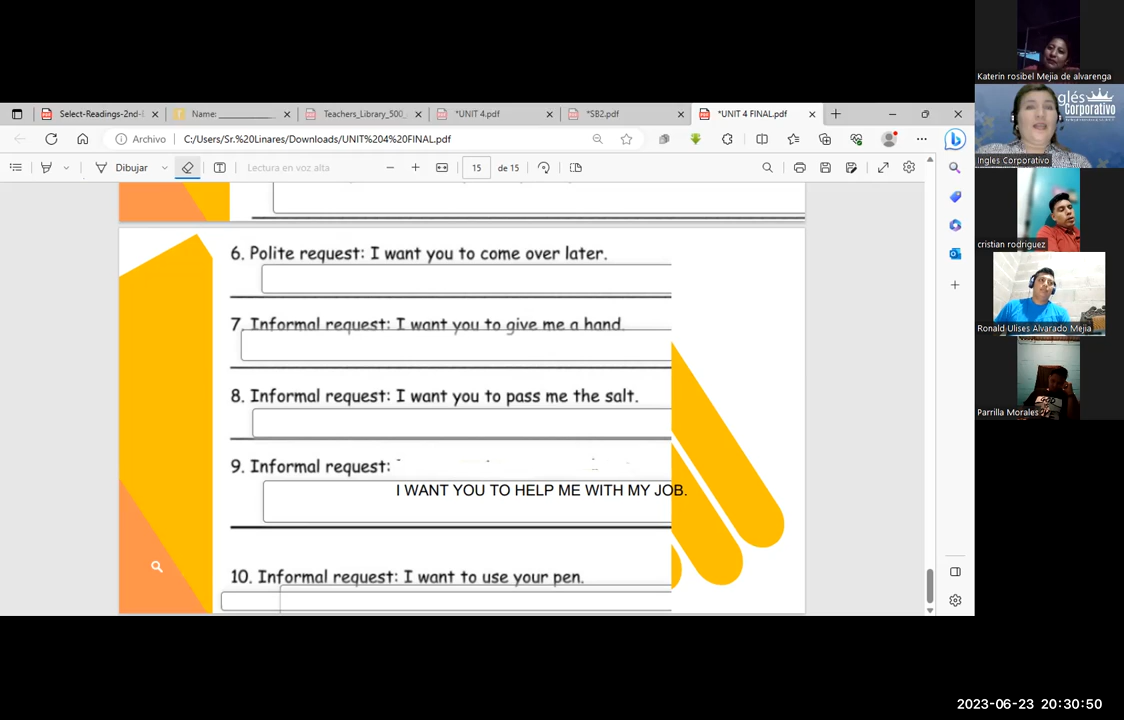 Select-Readings-2nd-E
Name: ____________
Teachers_Library_500_
*UNIT 4.pdf
*SB2.pdf
*UNIT 4 FINAL.pdf
Archivo
C:/Users/Sr.%20Linares/Downloads/UNIT%204%20FINAL.pdf
Dibujar
Lectura en voz alta
15
de 15
6. Polite request: I want you to come over later.
7. Informal request: I want you to give me a hand.
8. Informal request: I want you to pass me the salt.
9. Informal request:
I WANT YOU TO HELP ME WITH MY JOB.
10. Informal request: I want to use your pen.
Katerin rosibel Mejia de alvarenga
glés
Corporativo
Ingles Corporativo
cristian rodriguez
Ronald Ulises Alvarado Mejia
Parrilla Morales
2023-06-23 20:30:50